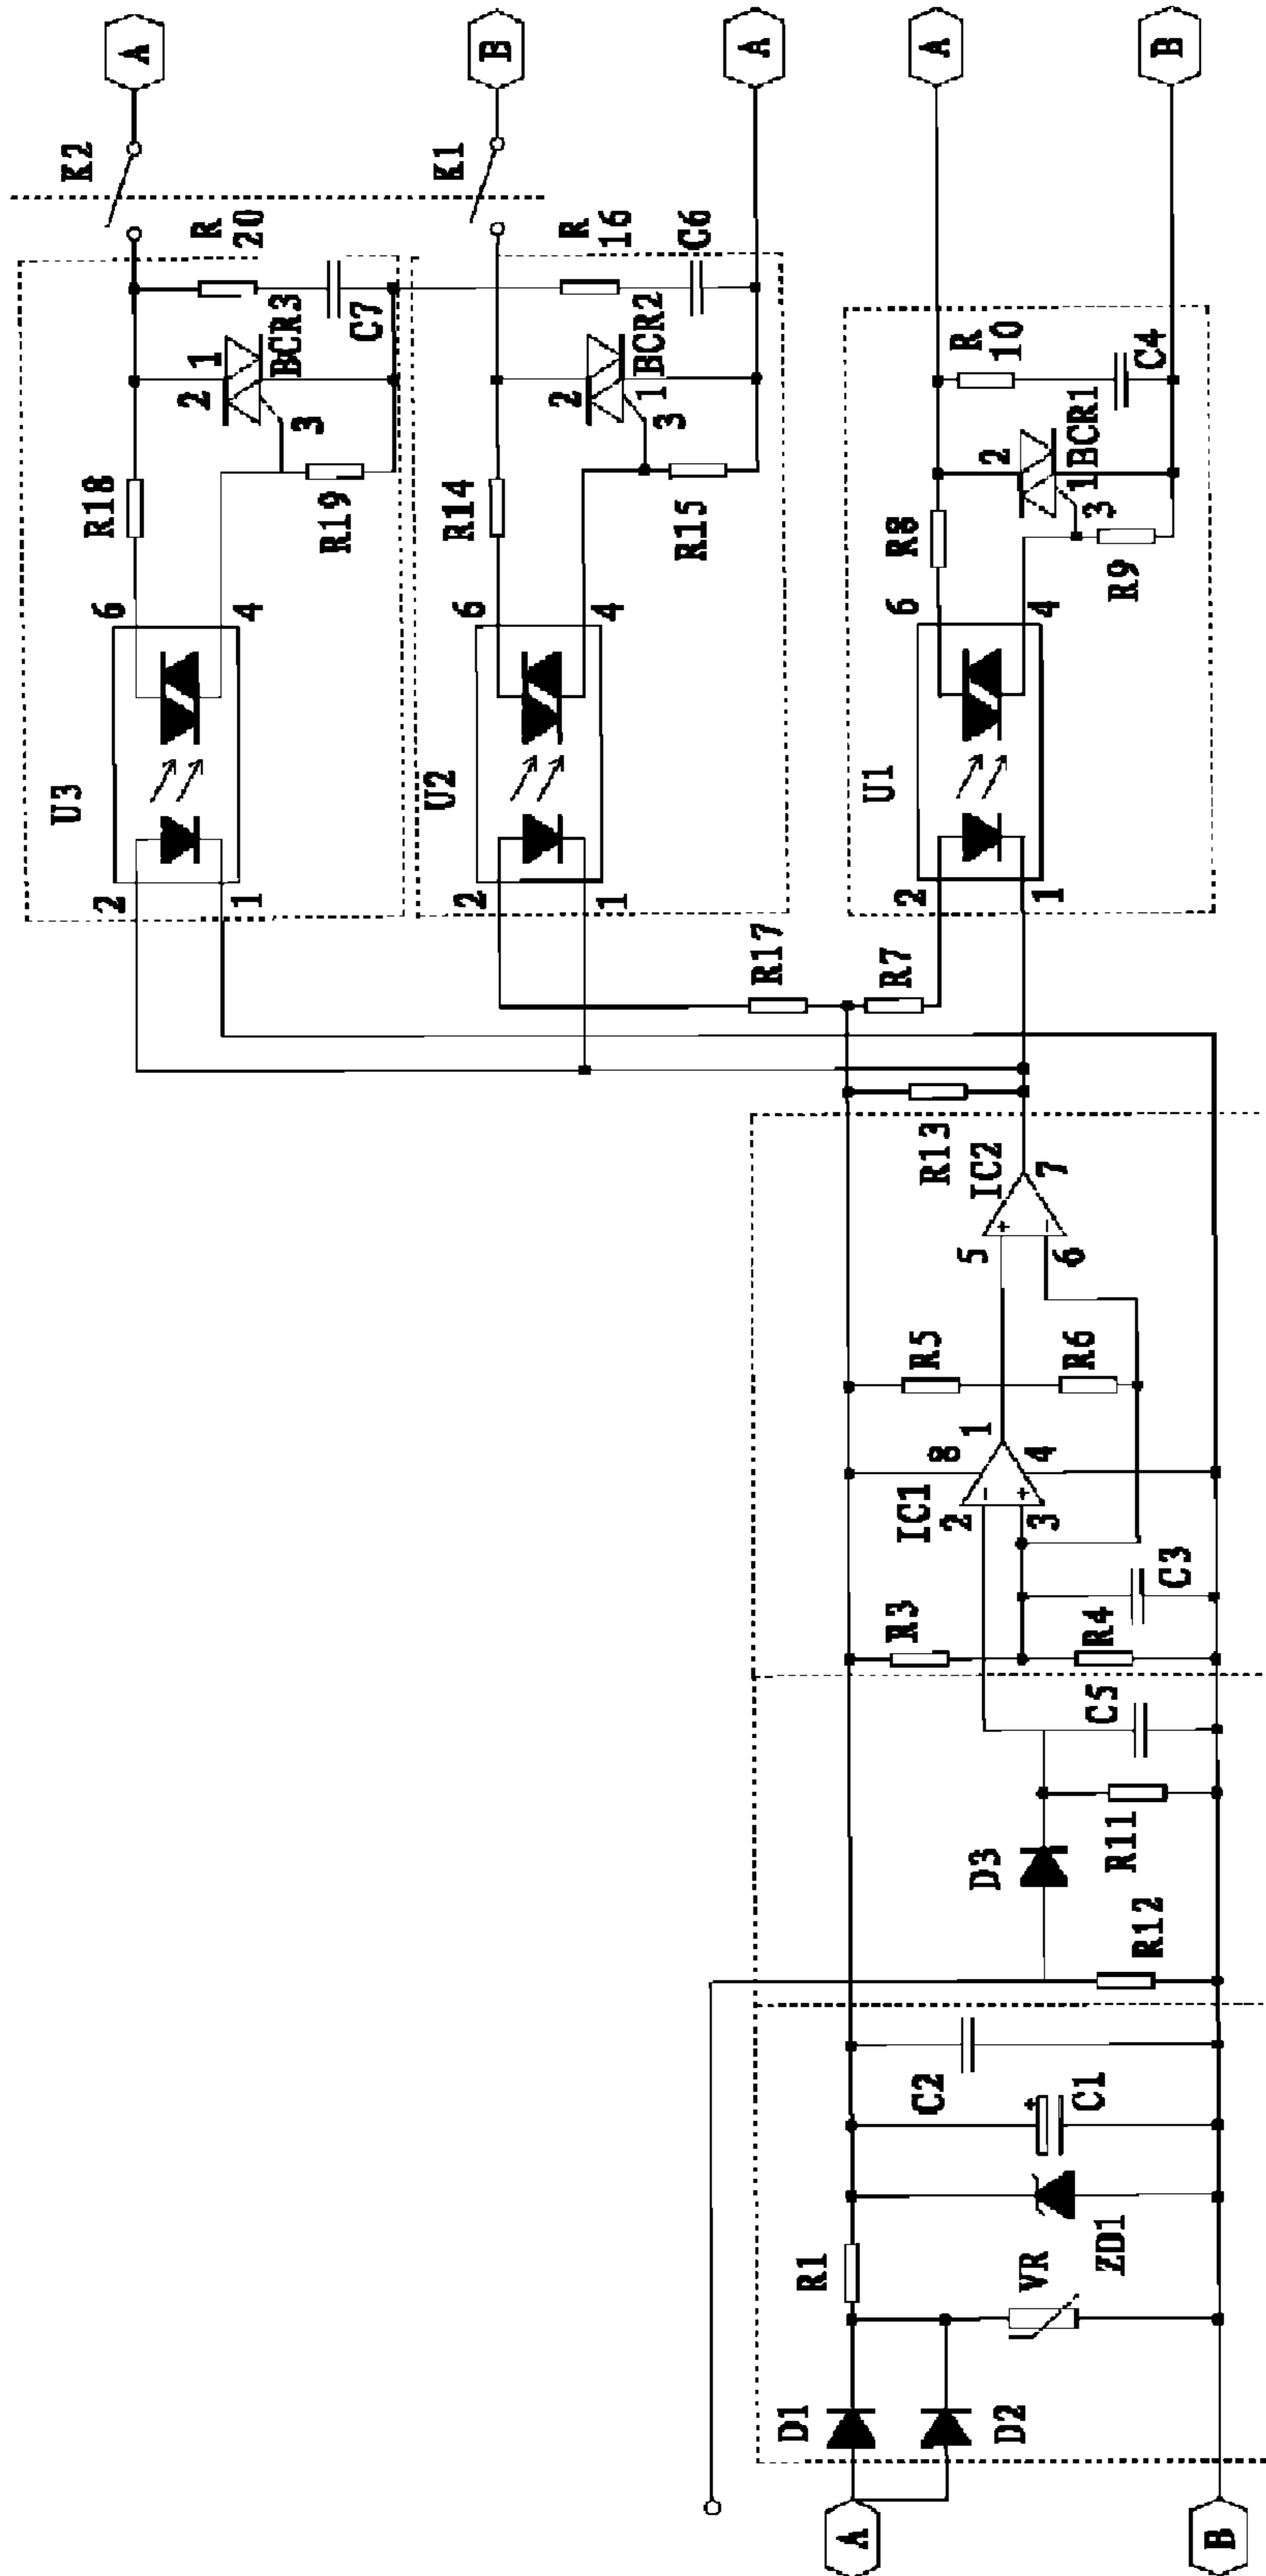 A
K2
R
20
C7
BCR3
1
2
3
R18
R19
6
4
U3
2
1
B
K1
R
16
C6
BCR2
2
1
3
R14
R15
6
4
U2
2
1
A
A
R
10
C4
BCR1
2
1
3
R8
R9
6
4
U1
2
1
B
R17
R7
R13
IC2
7
5
+
-
6
R5
R6
1
8
4
IC1
2
-
+
3
R3
R4
C3
C5
D3
R11
R12
C2
+
C1
R1
VR
ZD1
D1
D2
A
B